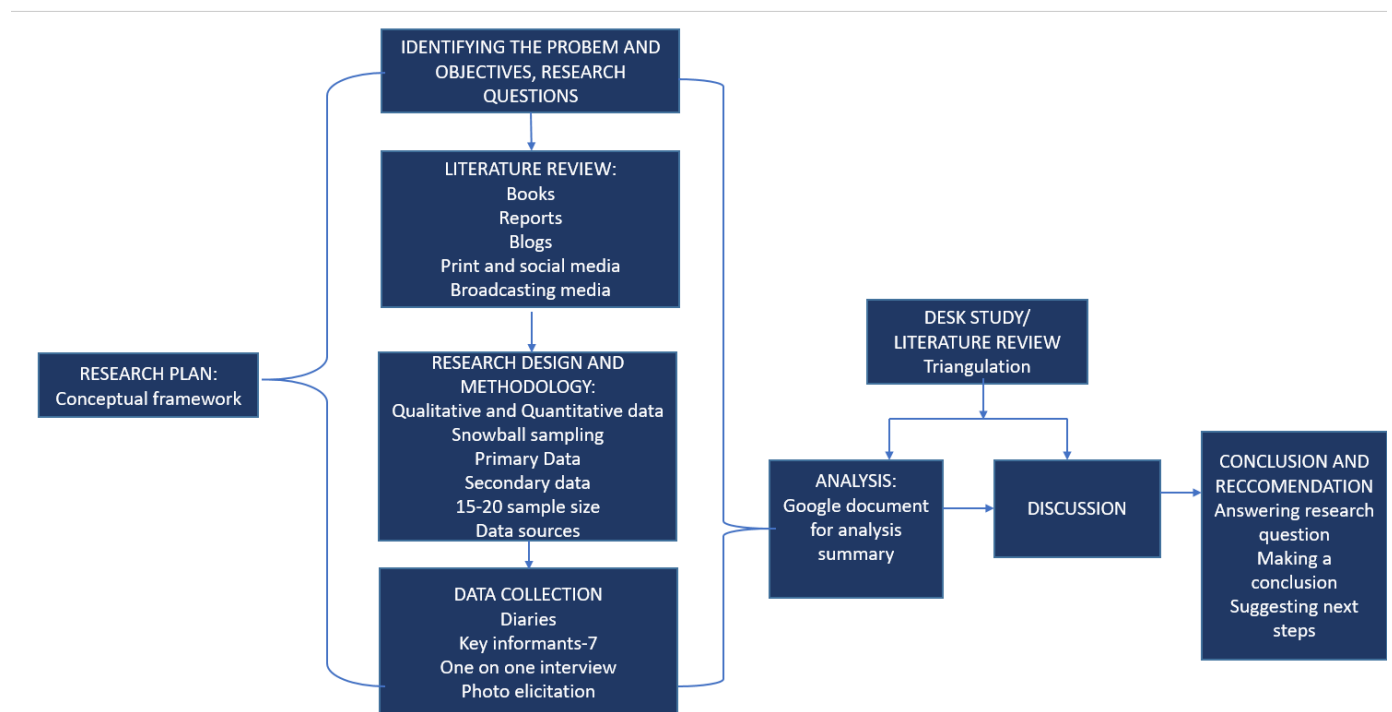 IDENTIFYING THE PROBEM AND
OBJECTIVES, RESEARCH
QUESTIONS
LITERATURE REVIEW:
Books
Reports
Blogs
Print and social media
Broadcasting media
RESEARCH PLAN:
Conceptual framework
RESEARCH DESIGN AND
METHODOLOGY:
Qualitative and Quantitative data
Snowball sampling
Primary Data
Secondary data
15-20 sample size
Data sources
DATA COLLECTION
Diaries
Key informants-7
One on one interview
Photo elicitation
DESK STUDY/
LITERATURE REVIEW
Triangulation
ANALYSIS:
Google document
for analysis
summary
DISCUSSION
CONCLUSION AND
RECCOMENDATION
Answering research
question
Making a
conclusion
Suggesting next
steps